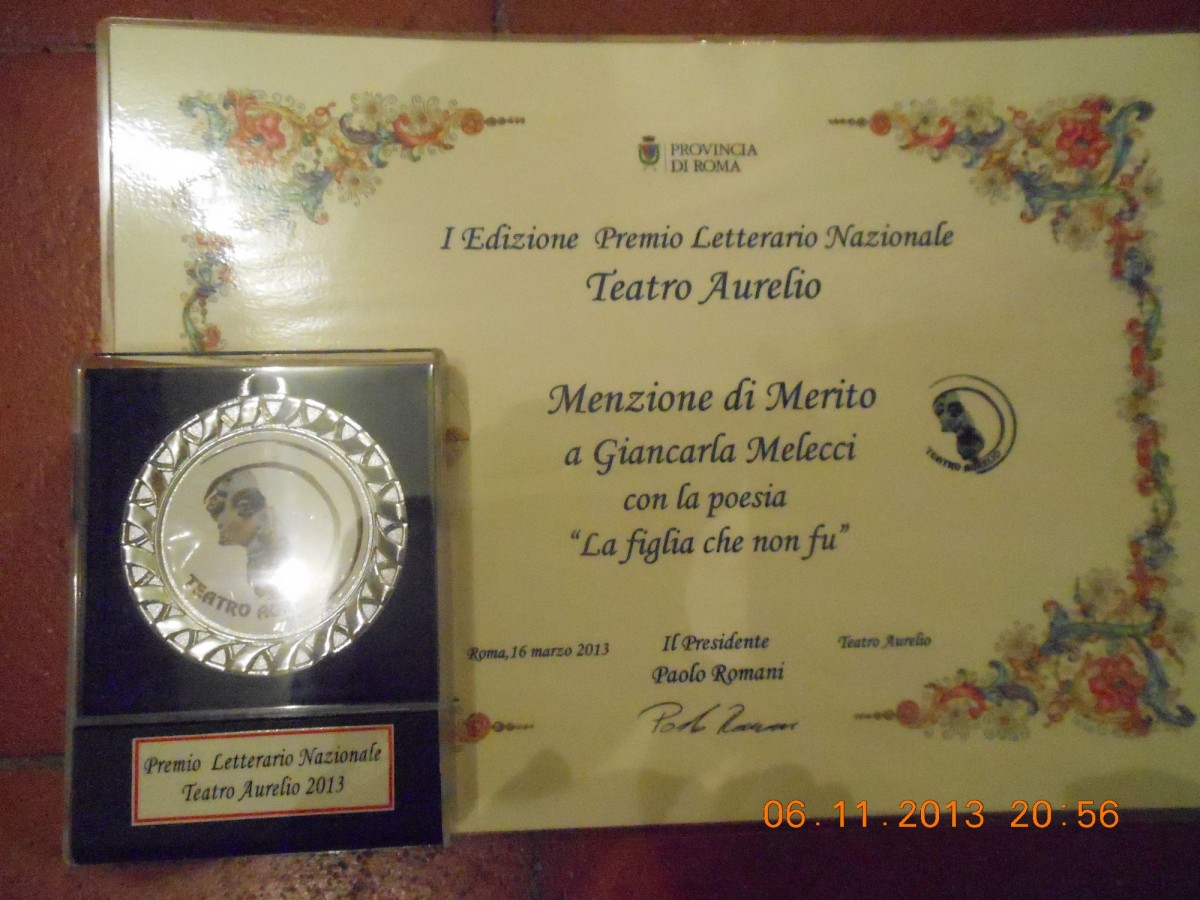 PROVINCIA
DI ROMA
I Edizione Premio Letterario Nazionale
Teatro Aurelio
Menzione di Merito
a Giancarla Melecci
con la poesia
"La figlia che non fu"
TEATRO AURELIO
Roma, 16 marzo 2013
Il Presidente
Paolo Romani
Teatro Aurelio
TEATRO
Premio Letterario Nazionale
Teatro Aurelio 2013
06.11.2013 20:56